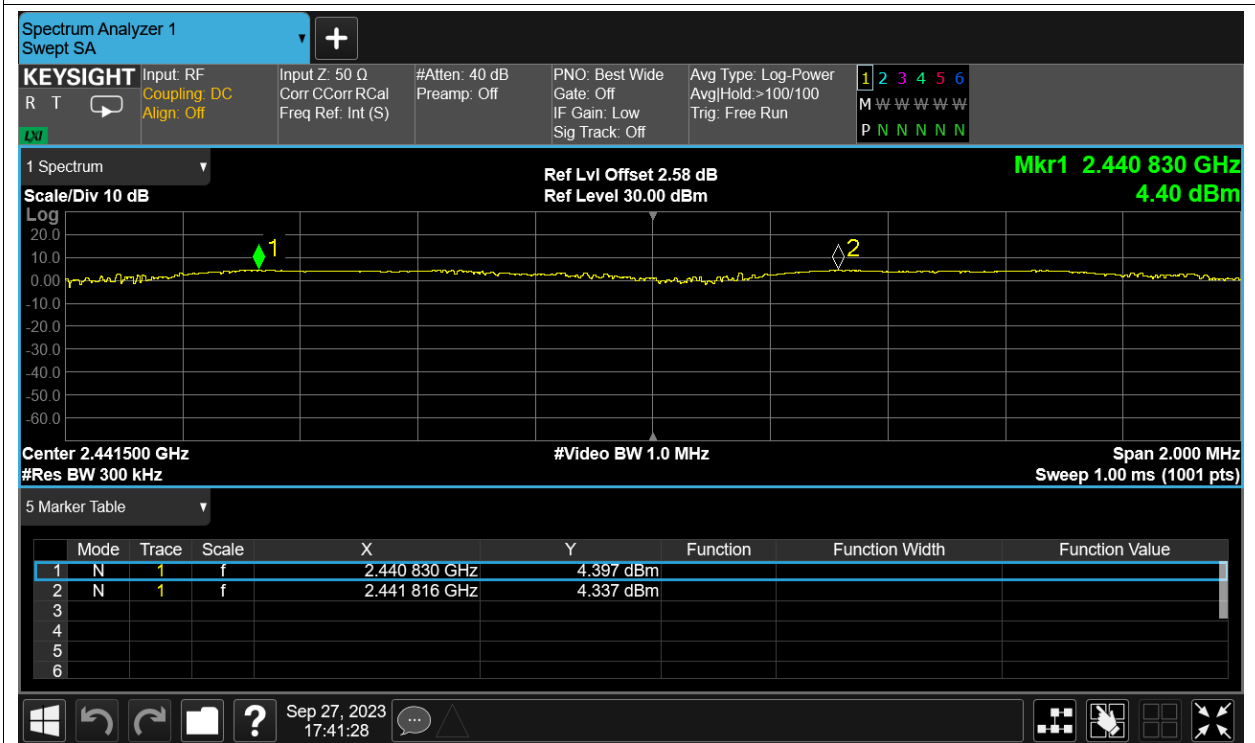 Spectrum Analyzer 1
Swept SA
+
KEYSIGHT Input: RF Input Z: 50 Ω #Atten: 40 dB PNO: Best Wide Avg Type: Log-Power 1 2 3 4 5 6
R T Coupling: DC Corr CCorr RCal Preamp: Off Gate: Off Avg|Hold:>100/100 M W W W W W
Align: Off Freq Ref: Int (S) IF Gain: Low Trig: Free Run
LXI Sig Track: Off P N N N N N
1 Spectrum Ref Lvl Offset 2.58 dB Mkr1 2.440 830 GHz
Scale/Div 10 dB Ref Level 30.00 dBm 4.40 dBm
Log
20.0
10.0
0.00
-10.0
-20.0
-30.0
-40.0
-50.0
-60.0
1
2
Center 2.441500 GHz #Video BW 1.0 MHz Span 2.000 MHz
#Res BW 300 kHz Sweep 1.00 ms (1001 pts)
5 Marker Table
Mode Trace Scale X Y Function Function Width Function Value
1 N 1 f 2.440 830 GHz 4.397 dBm
2 N 1 f 2.441 816 GHz 4.337 dBm
3
4
5
6
? Sep 27, 2023
17:41:28